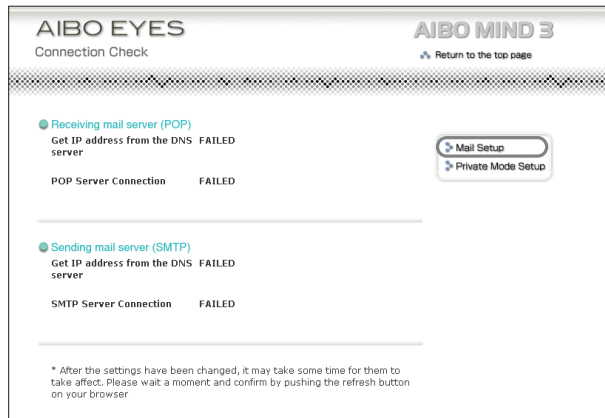 AIBO EYES
AIBO MIND 3
Connection Check
Return to the top page
Receiving mail server (POP)
Get IP address from the DNS FAILED
server
POP Server Connection FAILED
Mail Setup
Private Mode Setup
Sending mail server (SMTP)
Get IP address from the DNS FAILED
server
SMTP Server Connection FAILED
* After the settings have been changed, it may take some time for them to
take affect. Please wait a moment and confirm by pushing the refresh button
on your browser